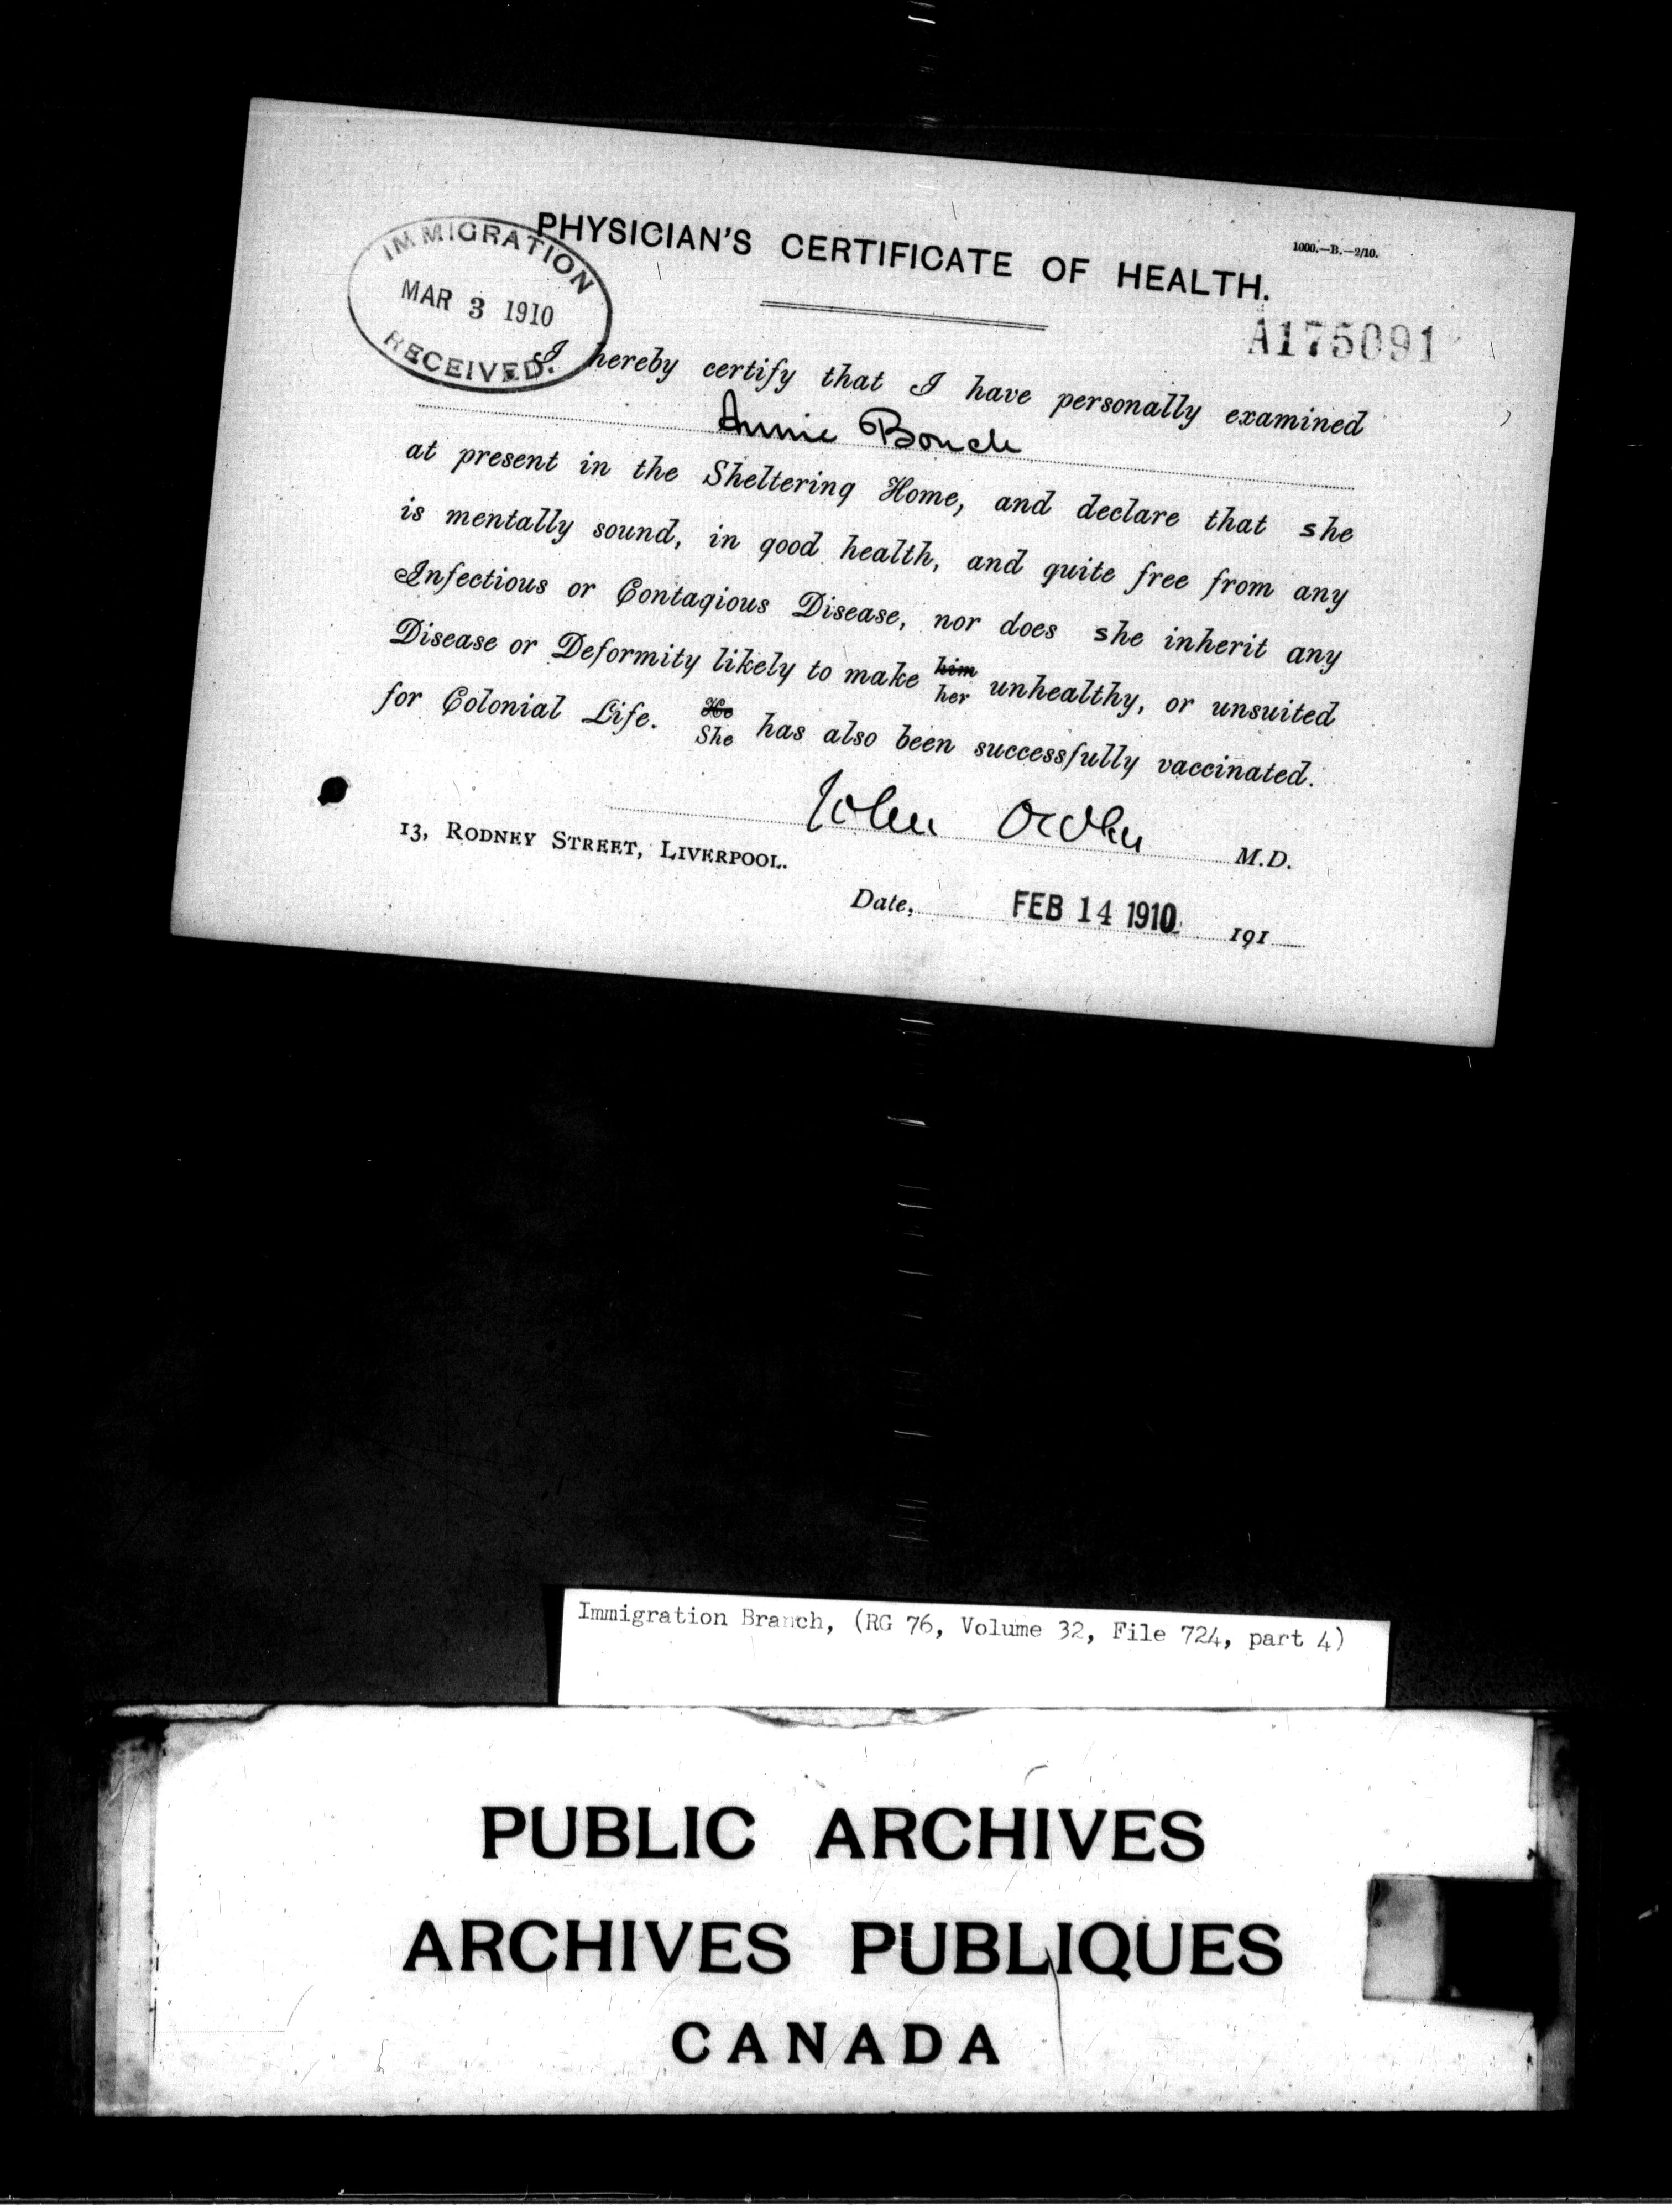 PHYSICIAN'S CERTIFICATE OF HEALTH.
1000.—B.—2/10.
IMMIGRATION
MAR 3 1910
RECEIVED.
A175091
I hereby certify that I have personally examined
Annie
at present in the Sheltering Home, and declare that she
is mentally sound, in good health, and quite free from any
Infectious or Contagious Disease, nor does she inherit any
Disease or Deformity likely to make him her unhealthy, or unsuited
for Colonial Life. He She has also been successfully vaccinated.
John M.D.
13, RODNEY STREET, LIVERPOOL.
Date, FEB 14 1910 191
Immigration Branch, (RG 76, Volume 32, File 724, part 4)
PUBLIC ARCHIVES
ARCHIVES PUBLIQUES
CANADA